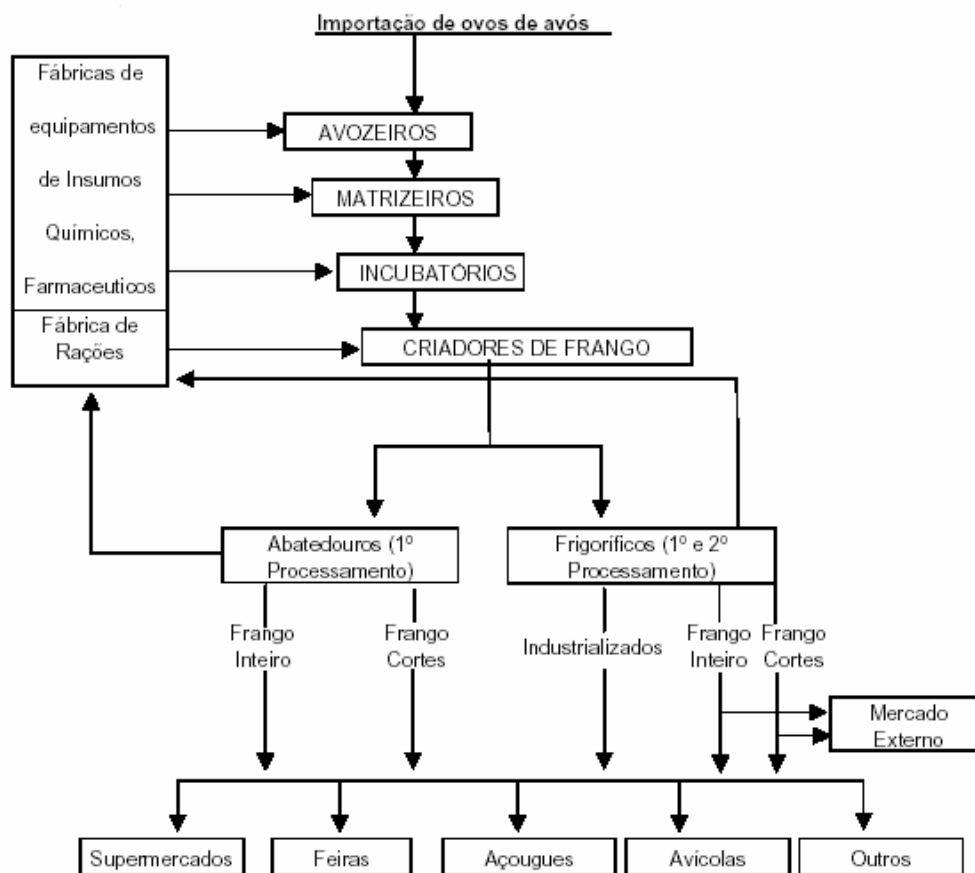 Importação de ovos de avós
Fábricas de
equipamentos
de Insumos
Químicos,
Farmaceuticos
Fábrica de
Rações
AVOZEIROS
MATRIZEIROS
INCUBATÓRIOS
CRIADORES DE FRANGO
Abatedouros (1º
Processamento)
Frigoríficos (1º e 2º
Processamento)
Frango
Inteiro
Frango
Cortes
Industrializados
Frango
Inteiro
Frango
Cortes
Mercado
Externo
Supermercados
Feiras
Açougues
Avícolas
Outros